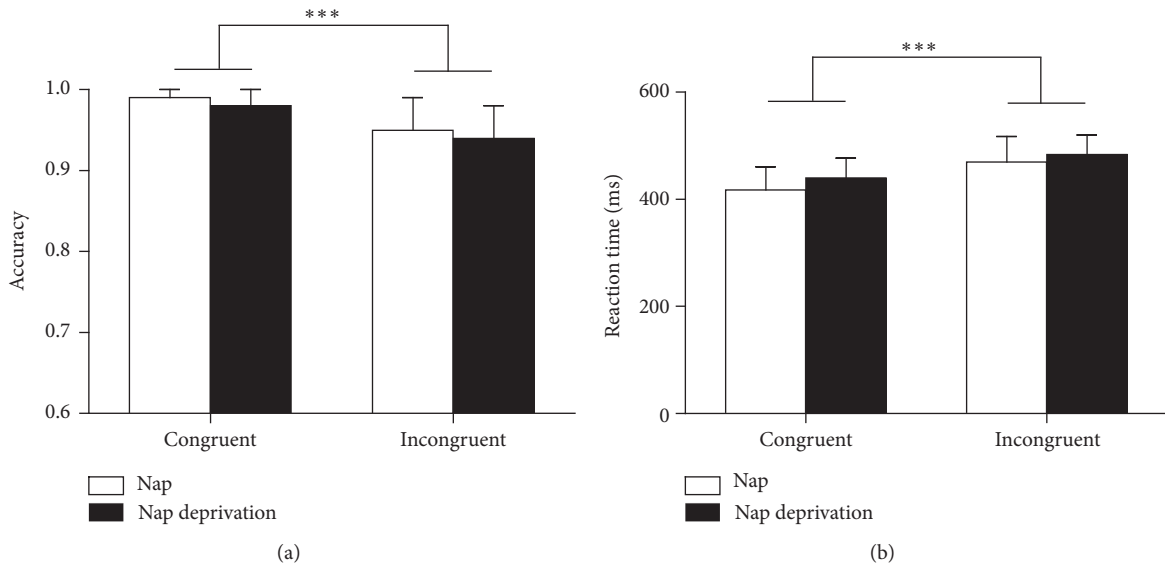 ***
Accuracy
1.0
0.9
0.8
0.7
0.6
Congruent
Incongruent
Nap
Nap deprivation
(a)
***
Reaction time (ms)
600
400
200
0
Congruent
Incongruent
Nap
Nap deprivation
(b)